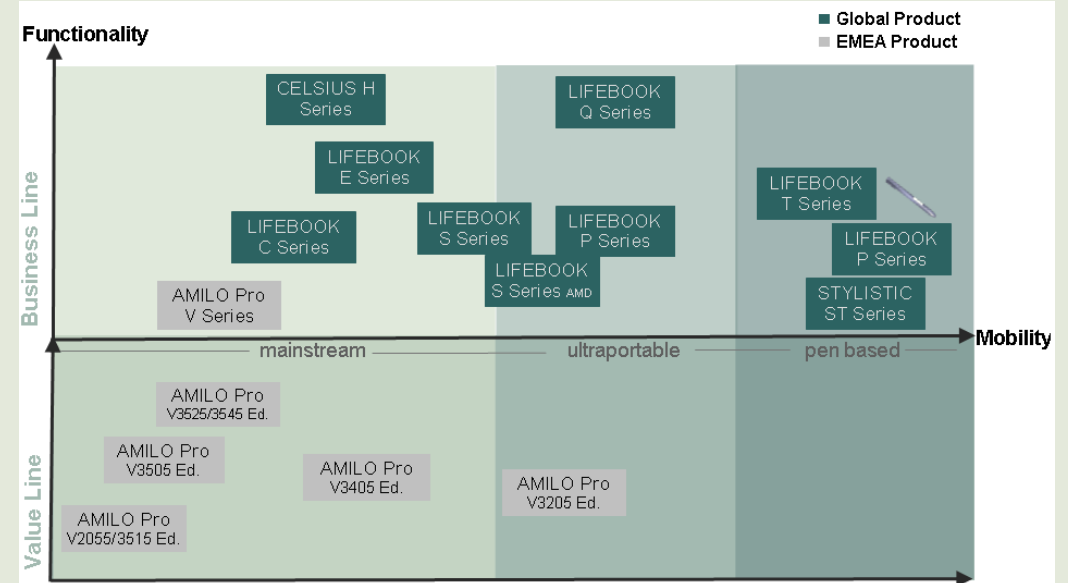 Global Product
Functionality
EMEA Product
CELSIUS H
Series
LIFEBOOK
Q Series
LIFEBOOK
E Series
LIFEBOOK
T Series
LIFEBOOK
C Series
LIFEBOOK
S Series
LIFEBOOK
P Series
LIFEBOOK
P Series
LIFEBOOK
S Series AMD
STYLISTIC
ST Series
AMILO Pro
V Series
Business Line
Mobility
mainstream
ultraportable
pen based
AMILO Pro
V3525/3545 Ed.
AMILO Pro
V3505 Ed.
AMILO Pro
V3405 Ed.
AMILO Pro
V3205 Ed.
AMILO Pro
V2055/3515 Ed.
Value Line